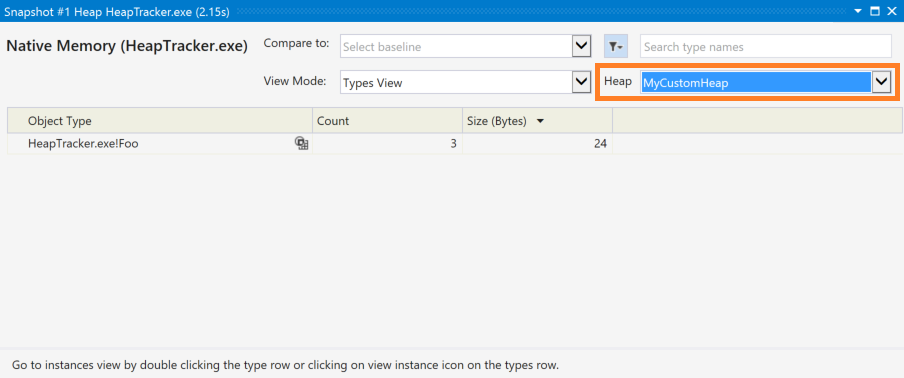 Snapshot #1 Heap HeapTracker.exe (2.15s)
Native Memory (HeapTracker.exe) Compare to: Select baseline Search type names
View Mode: Types View Heap MyCustomHeap
Object Type Count Size (Bytes)
HeapTracker.exe!Foo 3 24
Go to instances view by double clicking the type row or clicking on view instance icon on the types row.